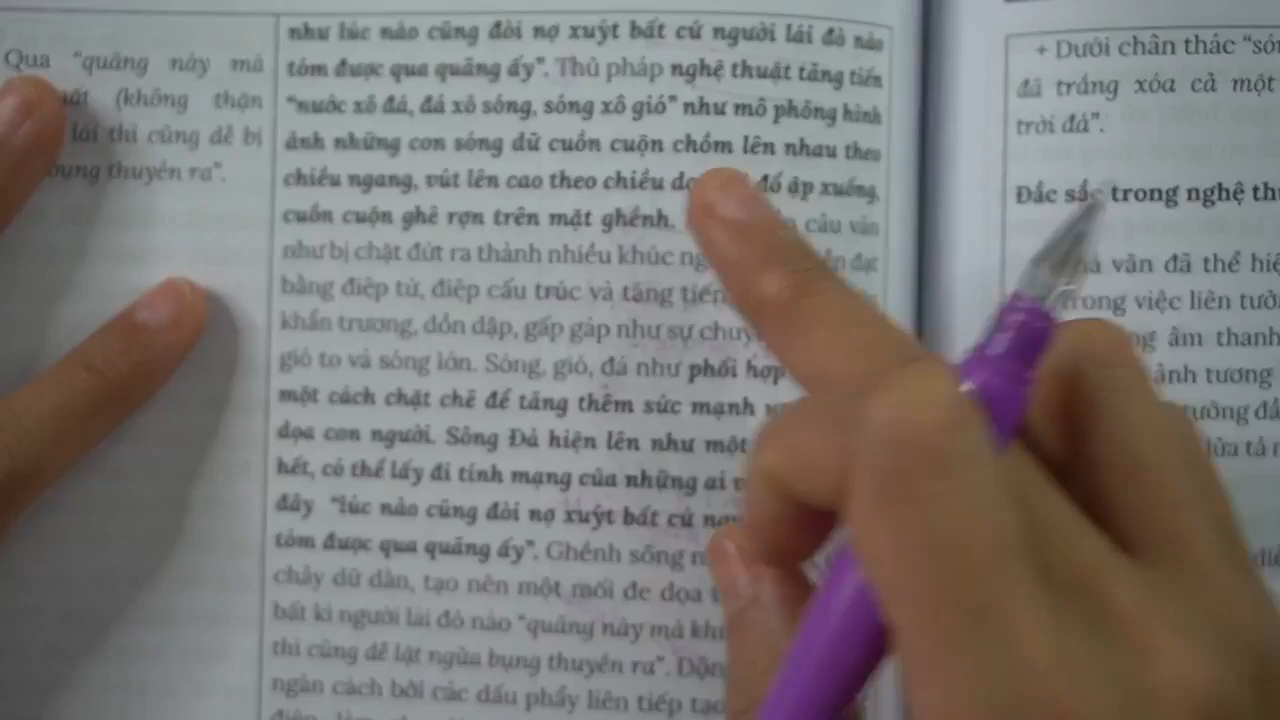 Qua "quãng này mà
(không thận
lái thì cũng dễ bị
bụng thuyền ra".
như lúc nào cũng đòi nợ xuýt bất cứ người lái đò nào
tóm được qua quãng ấy". Thủ pháp nghệ thuật tăng tiến
"nước xô đá, đá xô sóng, sóng xô gió" như mô phỏng hình
ảnh những con sóng dữ cuồn cuộn chồm lên nhau theo
chiều ngang, vút lên cao theo chiều đổ ập xuống,
cuồn cuộn ghê rợn trên mặt ghềnh. câu văn
như bị chặt đứt ra thành nhiều khúc đạt
bằng điệp từ, điệp cấu trúc và tăng tiến
khẩn trương, dồn dập, gấp gáp như sự
gió to và sóng lớn. Sóng, gió, đá như phối hợp
một cách chặt chẽ để tăng thêm sức mạnh
dọa con người. Sông Đà hiện lên như một
hết, có thể lấy đi tính mạng của những ai
đây "lúc nào cũng đòi nợ xuýt bất cứ
tóm được qua quãng ấy". Ghềnh sông
chảy dữ dằn, tạo nên một mối đe dọa
bất kì người lái đò nào "quãng này mà
thì cũng dễ lật ngửa bụng thuyền ra".
ngăn cách bởi các dấu phẩy liên tiếp tạo
+ Dưới chân thác
đã trắng xóa cả một
trời đá".
Đặc sắc trong nghệ
văn đã thể
trong việc liên
âm thanh
ảnh tương
lửa